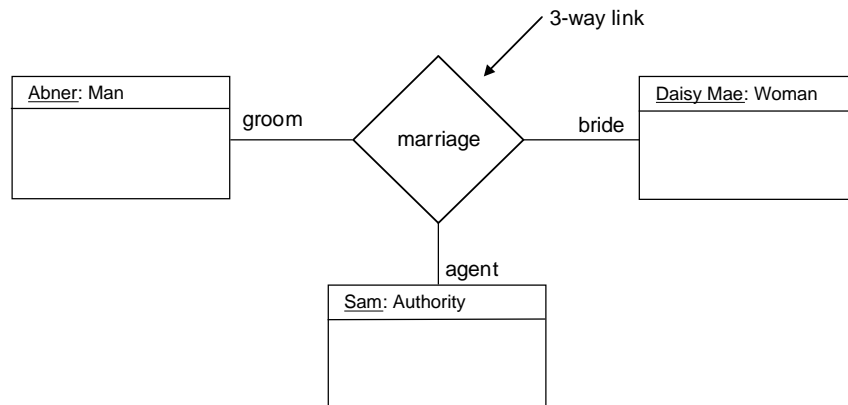 3-way link
Abner: Man
Daisy Mae: Woman
groom
marriage
bride
agent
Sam: Authority